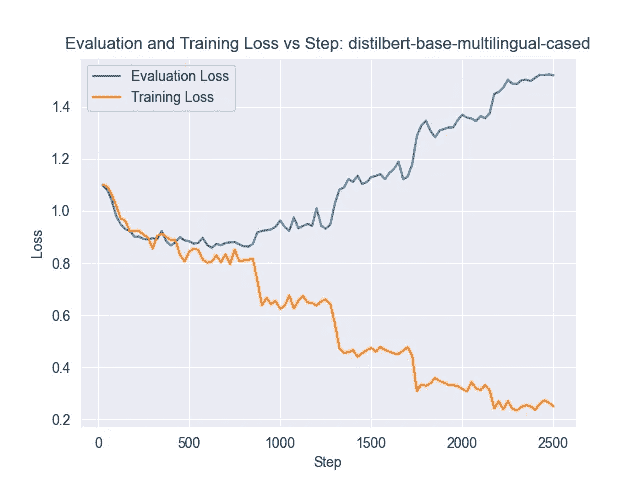 Evaluation and Training Loss vs Step: distilbert-base-multilingual-cased
Evaluation Loss
Training Loss
1.4
1.2
1.0
0.8
0.6
0.4
0.2
Loss
0 500 1000 1500 2000 2500
Step